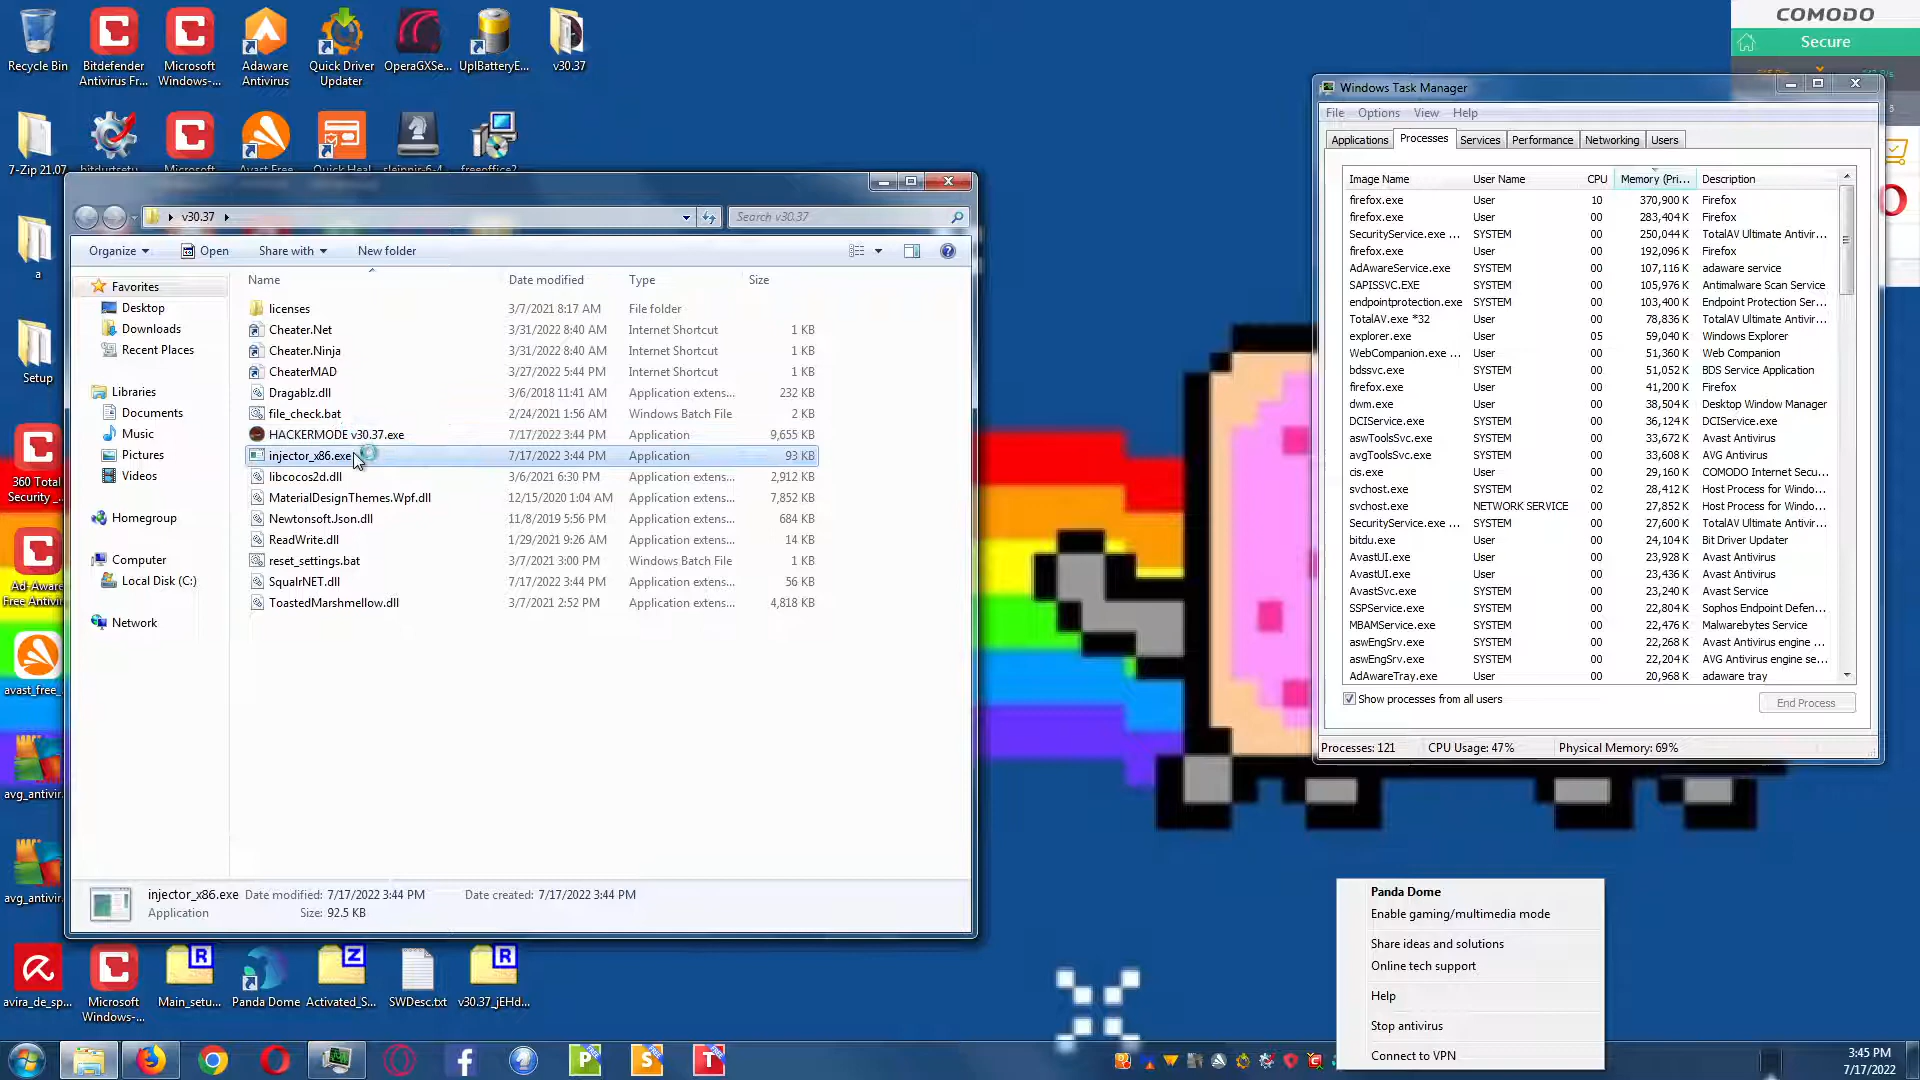 Recycle Bin
Bitdefender
Antivirus Fr...
Microsoft
Windows-...
Adaware
Antivirus
Quick Driver
Updater
OperaGXSe...
UplBatteryE...
v30.37
7-Zip 21.07
bitdurtsetu...
Microsoft
Avast Free
Quick Heal
sleipnir-6-4...
freeoffice2...
a
Setup
360 Total
Security_...
Ad-Aware
Free Antivi...
avast_free_...
avg_antivir...
avg_antivir...
avira_de_sp...
Microsoft
Windows-...
Main_setu...
Panda Dome
Activated_S...
SWDesc.txt
v30.37_jEHd...
v30.37
Search v30.37
Organize
Open
Share with
New folder
Favorites
Desktop
Downloads
Recent Places
Libraries
Documents
Music
Pictures
Videos
Homegroup
Computer
Local Disk (C:)
Network
Name Date modified Type Size
licenses 3/7/2021 8:17 AM File folder
Cheater.Net 3/31/2022 8:40 AM Internet Shortcut 1 KB
Cheater.Ninja 3/31/2022 8:40 AM Internet Shortcut 1 KB
CheaterMAD 3/27/2022 5:44 PM Internet Shortcut 1 KB
Dragablz.dll 3/6/2018 11:41 AM Application extens... 232 KB
file_check.bat 2/24/2021 1:56 AM Windows Batch File 2 KB
HACKERMODE v30.37.exe 7/17/2022 3:44 PM Application 9,655 KB
injector_x86.exe 7/17/2022 3:44 PM Application 93 KB
libcocos2d.dll 3/6/2021 6:30 PM Application extens... 2,912 KB
MaterialDesignThemes.Wpf.dll 12/15/2020 1:04 AM Application extens... 7,852 KB
Newtonsoft.Json.dll 11/8/2019 5:56 PM Application extens... 684 KB
ReadWrite.dll 1/29/2021 9:26 AM Application extens... 14 KB
reset_settings.bat 3/7/2021 3:00 PM Windows Batch File 1 KB
SqualrNET.dll 7/17/2022 3:44 PM Application extens... 56 KB
ToastedMarshmellow.dll 3/7/2021 2:52 PM Application extens... 4,818 KB
injector_x86.exe Date modified: 7/17/2022 3:44 PM Date created: 7/17/2022 3:44 PM
Application Size: 92.5 KB
COMODO
Secure
Windows Task Manager
File Options View Help
Applications Processes Services Performance Networking Users
Image Name User Name CPU Memory (Pri... Description
firefox.exe User 10 370,900 K Firefox
firefox.exe User 00 283,404 K Firefox
SecurityService.exe ... SYSTEM 00 250,044 K TotalAV Ultimate Antivir...
firefox.exe User 00 192,096 K Firefox
AdAwareService.exe SYSTEM 00 107,116 K adaware service
SAPISSVC.EXE SYSTEM 00 105,976 K Antimalware Scan Service
endpointprotection.exe SYSTEM 00 103,400 K Endpoint Protection Ser...
TotalAV.exe *32 User 00 78,836 K TotalAV Ultimate Antivir...
explorer.exe User 05 59,040 K Windows Explorer
WebCompanion.exe ... User 00 51,360 K Web Companion
bdssvc.exe SYSTEM 00 51,052 K BDS Service Application
firefox.exe User 00 41,200 K Firefox
dwm.exe User 00 38,504 K Desktop Window Manager
DCIService.exe SYSTEM 00 36,124 K DCIService.exe
aswToolsSvc.exe SYSTEM 00 33,672 K Avast Antivirus
avgToolsSvc.exe SYSTEM 00 33,608 K AVG Antivirus
cis.exe User 00 29,160 K COMODO Internet Secu...
svchost.exe SYSTEM 02 28,412 K Host Process for Windo...
svchost.exe NETWORK SERVICE 00 27,852 K Host Process for Windo...
SecurityService.exe ... SYSTEM 00 27,600 K TotalAV Ultimate Antivir...
bitdu.exe User 00 24,104 K Bit Driver Updater
AvastUI.exe User 00 23,928 K Avast Antivirus
AvastUI.exe User 00 23,436 K Avast Antivirus
AvastSvc.exe SYSTEM 00 23,240 K Avast Service
SSPService.exe SYSTEM 00 22,804 K Sophos Endpoint Defen...
MBAMService.exe SYSTEM 00 22,476 K Malwarebytes Service
aswEngSrv.exe SYSTEM 00 22,268 K Avast Antivirus engine ...
aswEngSrv.exe SYSTEM 00 22,204 K AVG Antivirus engine se...
AdAwareTray.exe User 00 20,968 K adaware tray
Show processes from all users
End Process
Processes: 121 CPU Usage: 47% Physical Memory: 69%
Panda Dome
Enable gaming/multimedia mode
Share ideas and solutions
Online tech support
Help
Stop antivirus
Connect to VPN
3:45 PM
7/17/2022